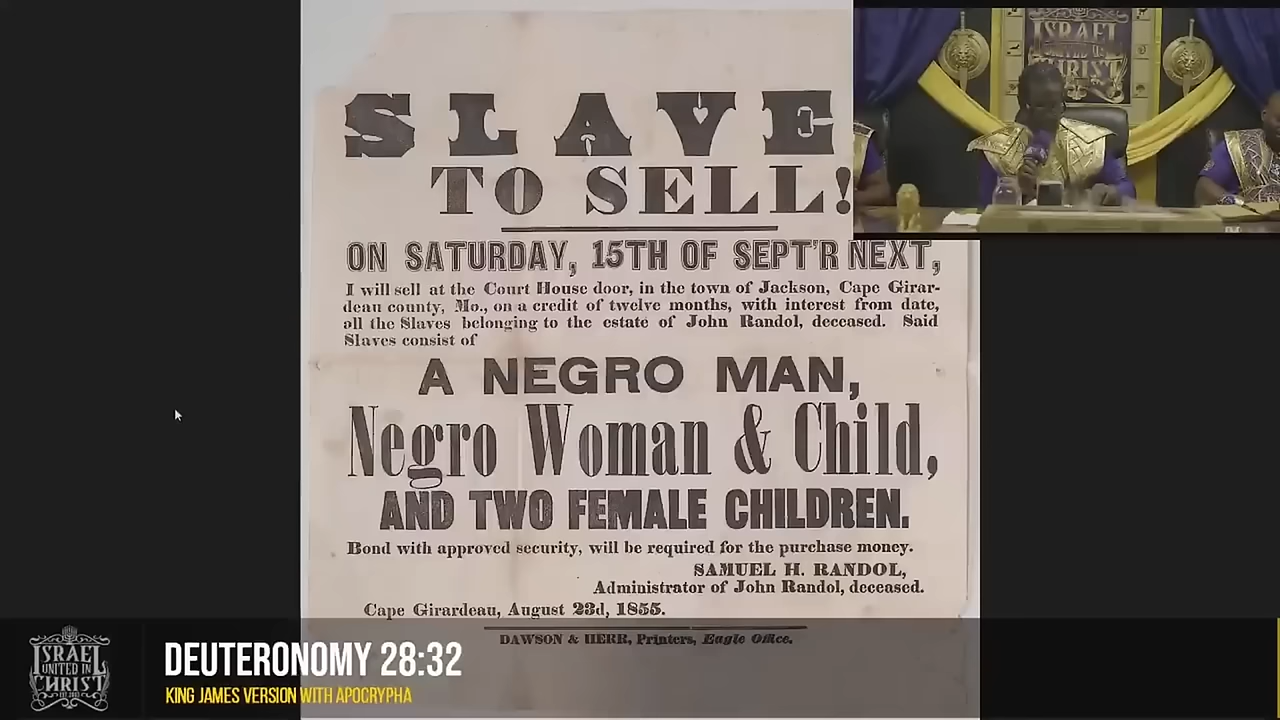 SLAVE
TO SELL!
ON SATURDAY, 15TH OF SEPT'R NEXT,
I will sell at the Court House door, in the town of Jackson, Cape Girar-
deau county, Mo., on a credit of twelve months, with interest from date,
all the Slaves belonging to the estate of John Randol, deceased. Said
Slaves consist of
A NEGRO MAN,
Negro Woman & Child,
AND TWO FEMALE CHILDREN.
Bond with approved security, will be required for the purchase money.
SAMUEL H. RANDOL,
Administrator of John Randol, deceased.
Cape Girardeau, August 23d, 1855.
DAWSON & HERR, Printers, Eagle Office.
ISRAEL
UNITED IN
CHRIST
ISRAEL
UNITED IN
CHRIST
DEUTERONOMY 28:32
KING JAMES VERSION WITH APOCRYPHA